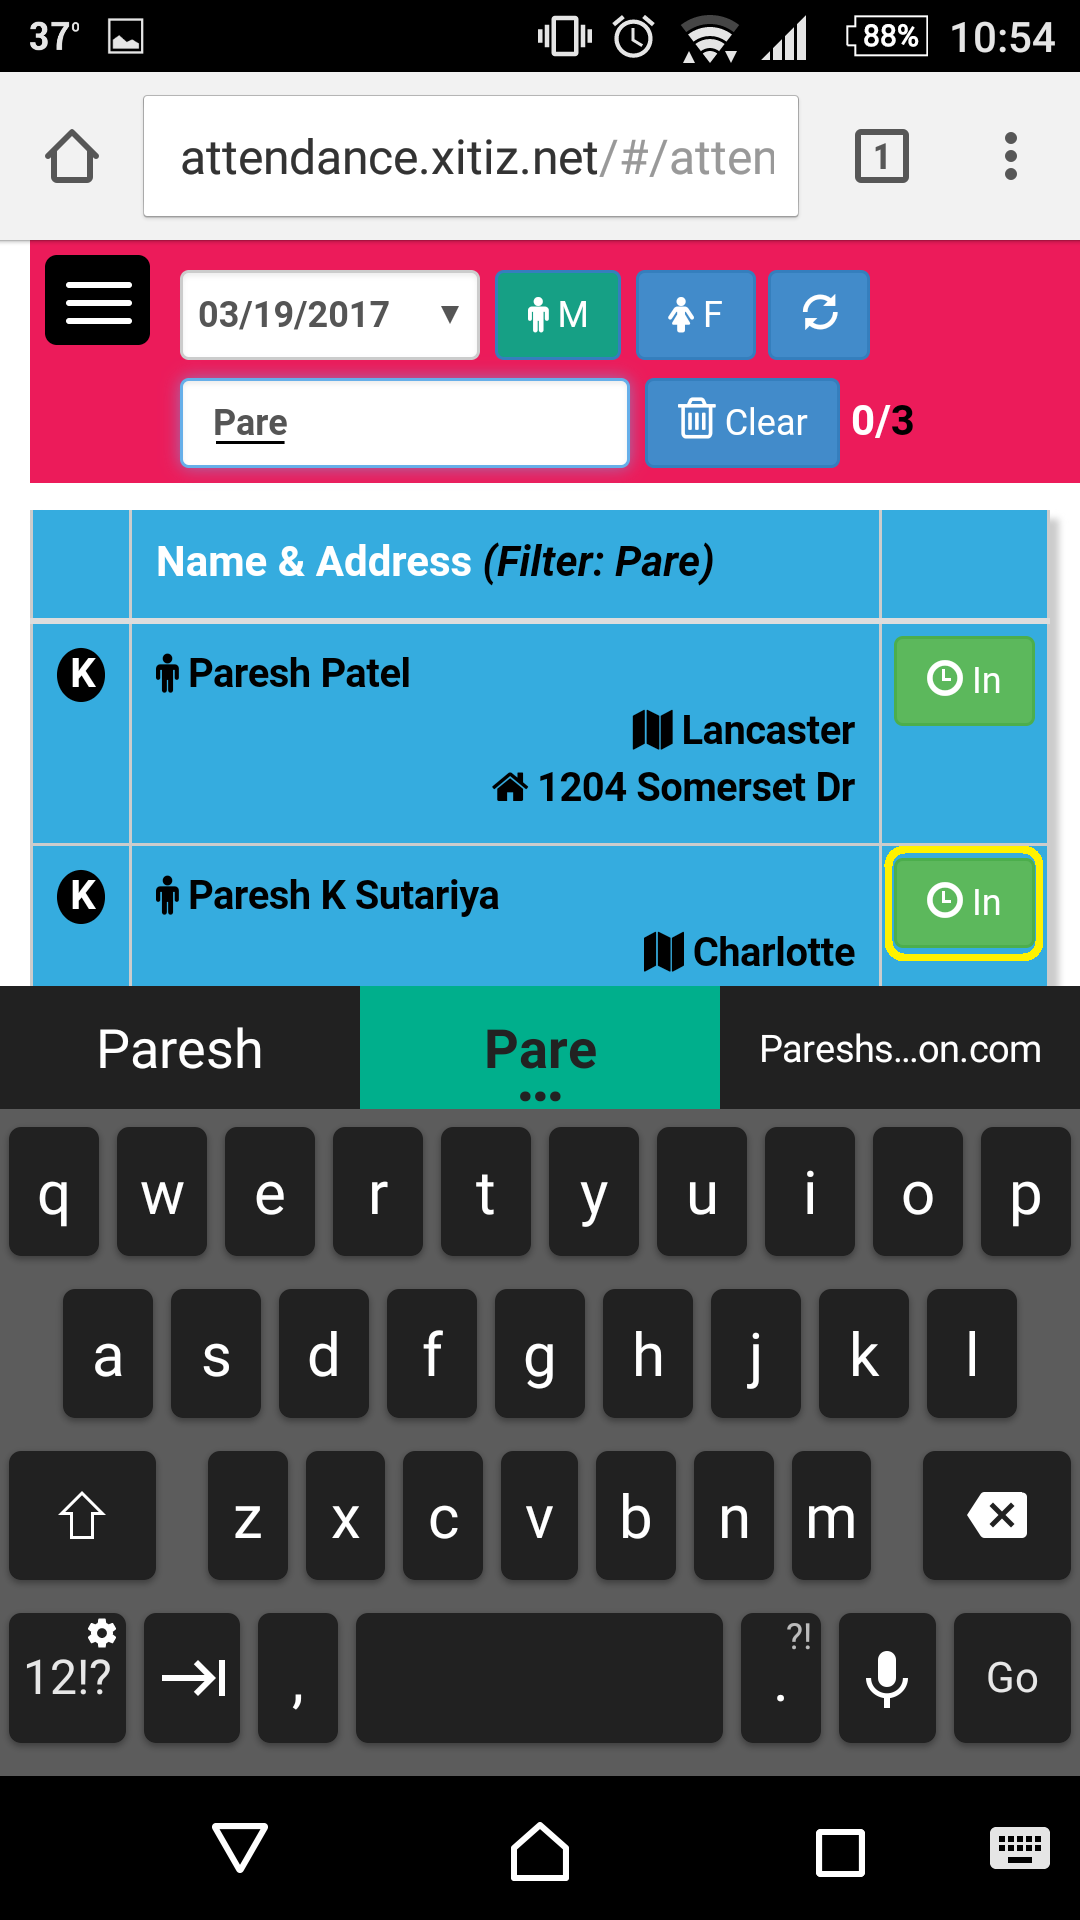 37° 88% 10:54
attendance.xitiz.net/#/atten 1
03/19/2017 M F
Pare Clear 0/3
Name & Address (Filter: Pare)
K Paresh Patel In
Lancaster
1204 Somerset Dr
K Paresh K Sutariya In
Charlotte
Paresh Pare Pareshs...on.com
q w e r t y u i o p
a s d f g h j k l
z x c v b n m
12!? , ?! . Go